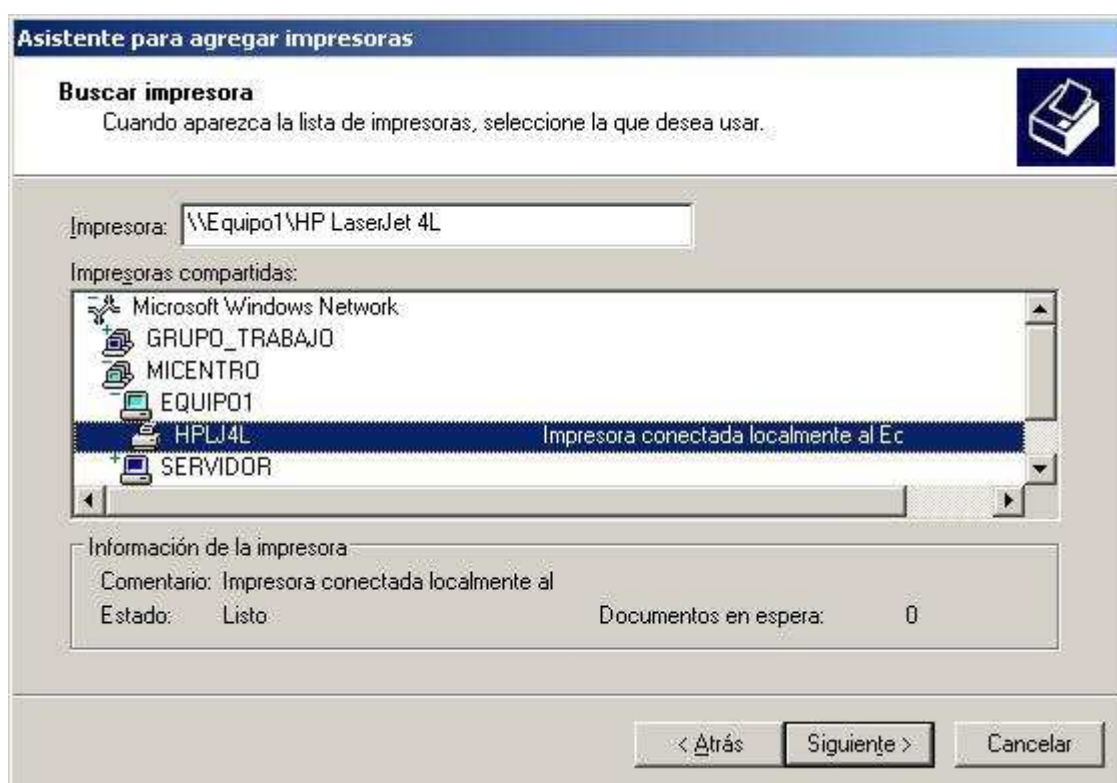 Asistente para agregar impresoras
Buscar impresora
Cuando aparezca la lista de impresoras, seleccione la que desea usar.
Impresora: \\Equipo1\HP LaserJet 4L
Impresoras compartidas:
Microsoft Windows Network
GRUPO_TRABAJO
MICENTRO
EQUIPO1
HPLJ4L Impresora conectada localmente al Ec
SERVIDOR
Información de la impresora
Comentario: Impresora conectada localmente al
Estado: Listo Documentos en espera: 0
< Atrás Siguiente > Cancelar